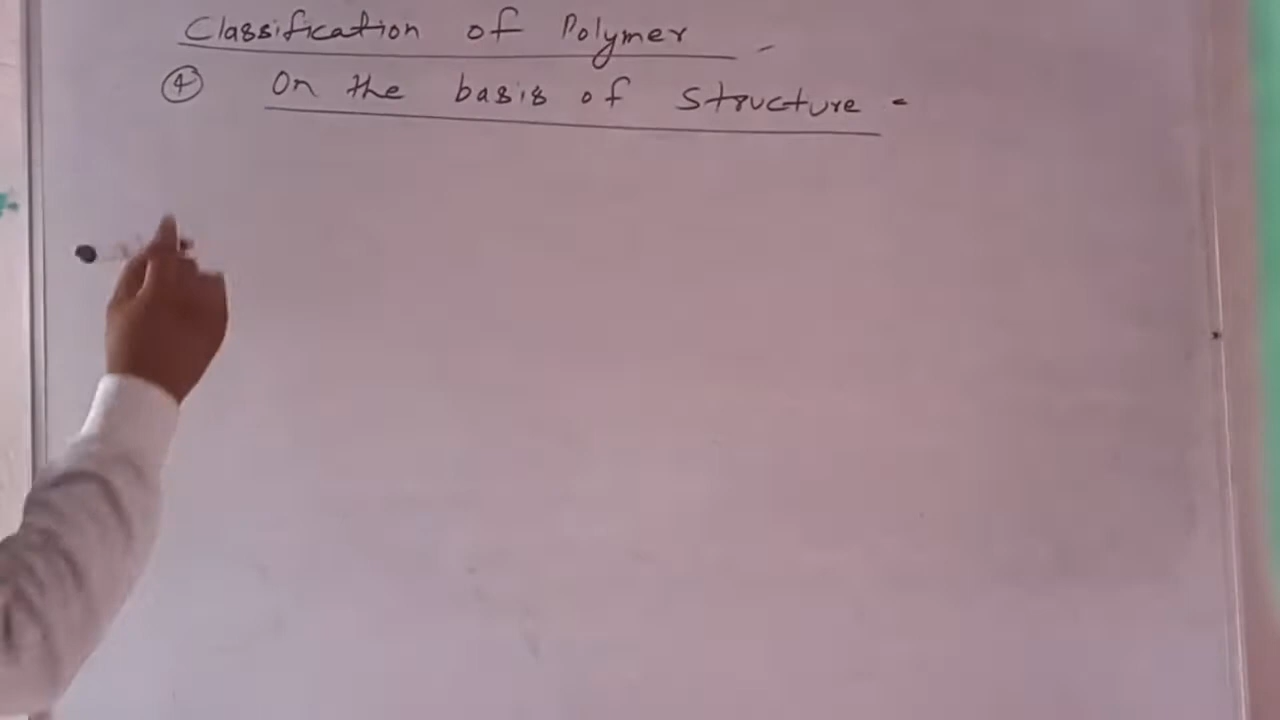 Classification of Polymer -
④ On the basis of Structure -